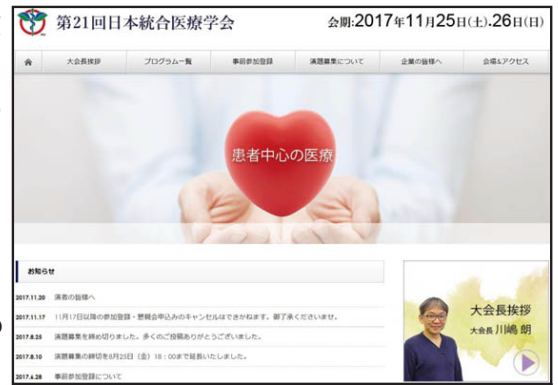 第21回日本統合医療学会
会期:2017年11月25日(土).26日(日)
大会長挨拶 プログラム一覧 事前参加登録 演題募集について 企業の皆様へ 会場&アクセス
患者中心の医療
お知らせ
2017.11.20 演者の皆様へ
2017.11.17 11月17日以降の参加登録・懇親会申込みのキャンセルはできかねます。御了承くださいませ。
2017.8.25 演題募集を締め切りました。多くのご投稿ありがとうございました。
2017.8.10 演題募集の締切を8月25日（金）18：00まで延長いたしました。
2017.6.28 事前参加登録について
大会長挨拶
大会長 川嶋 朗